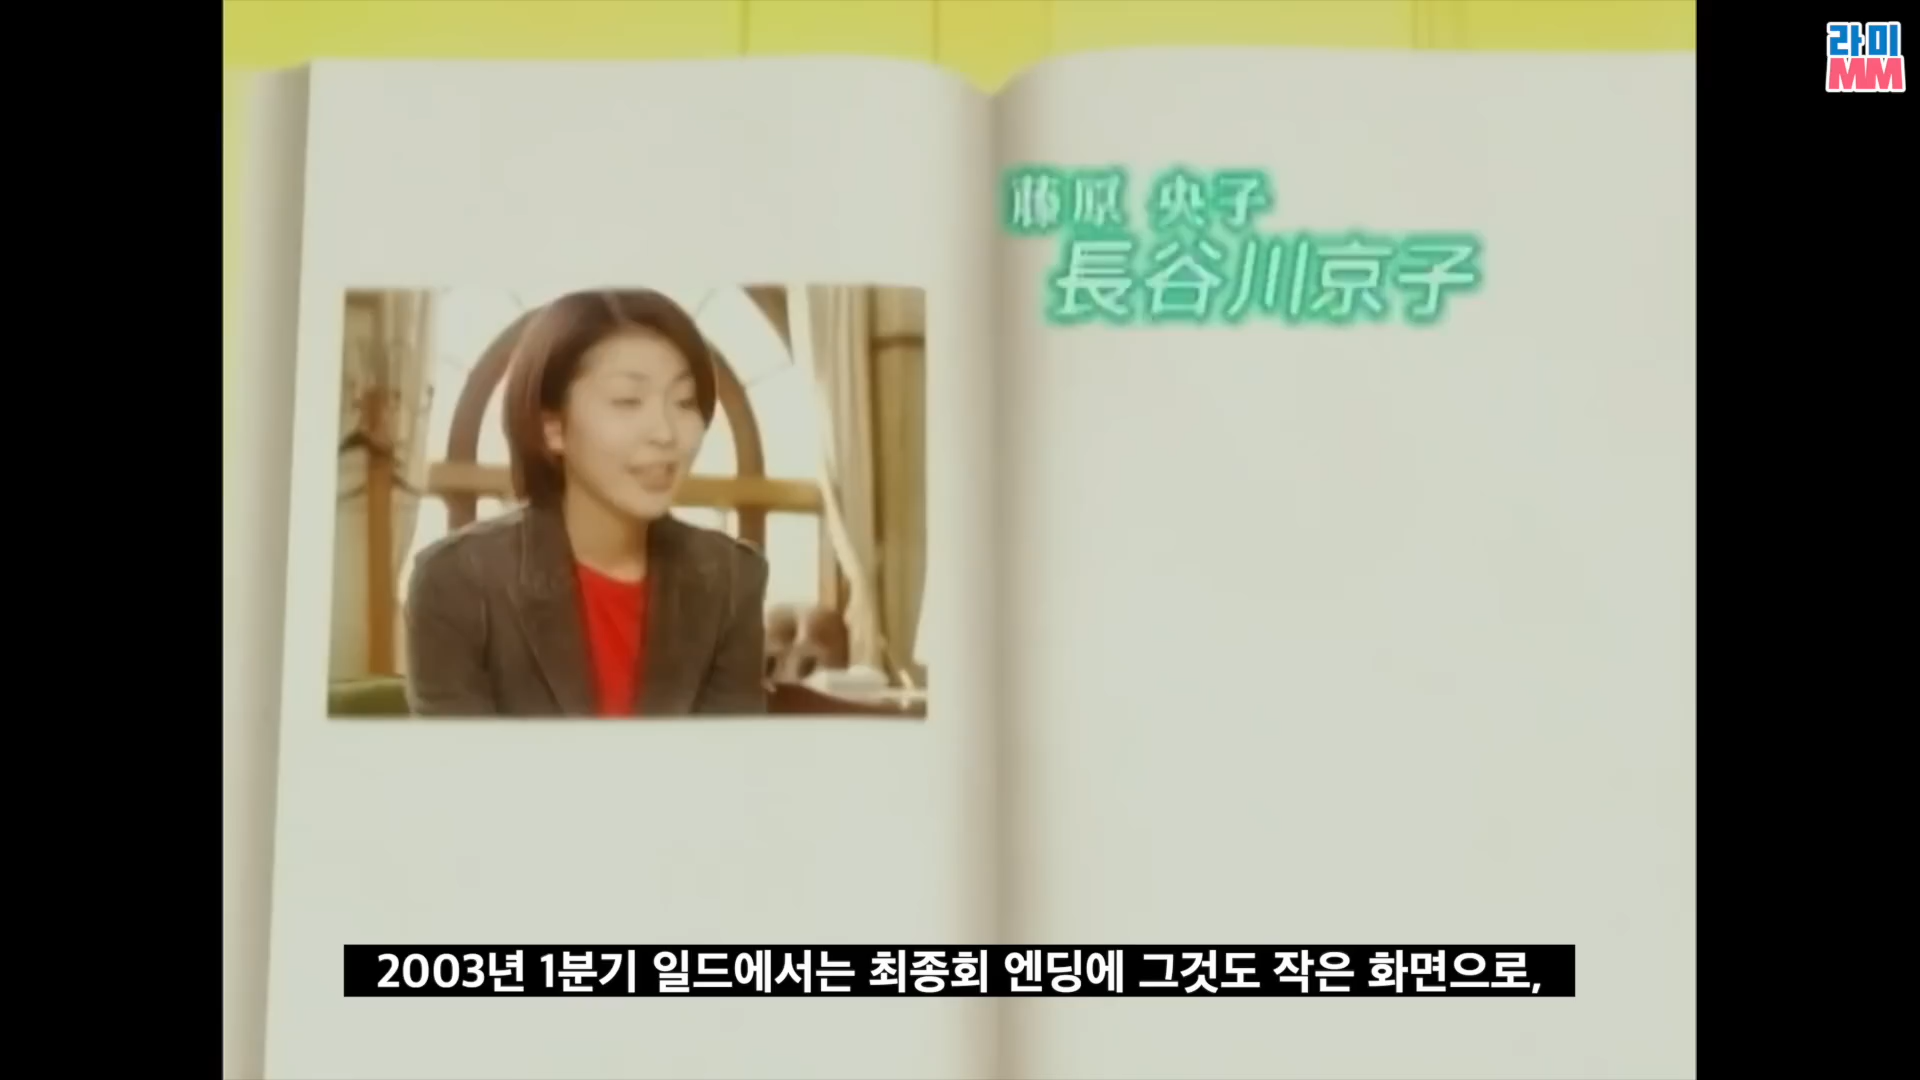 라미
MM
藤原 央子
長谷川京子
2003년 1분기 일드에서는 최종회 엔딩에 그것도 작은 화면으로,